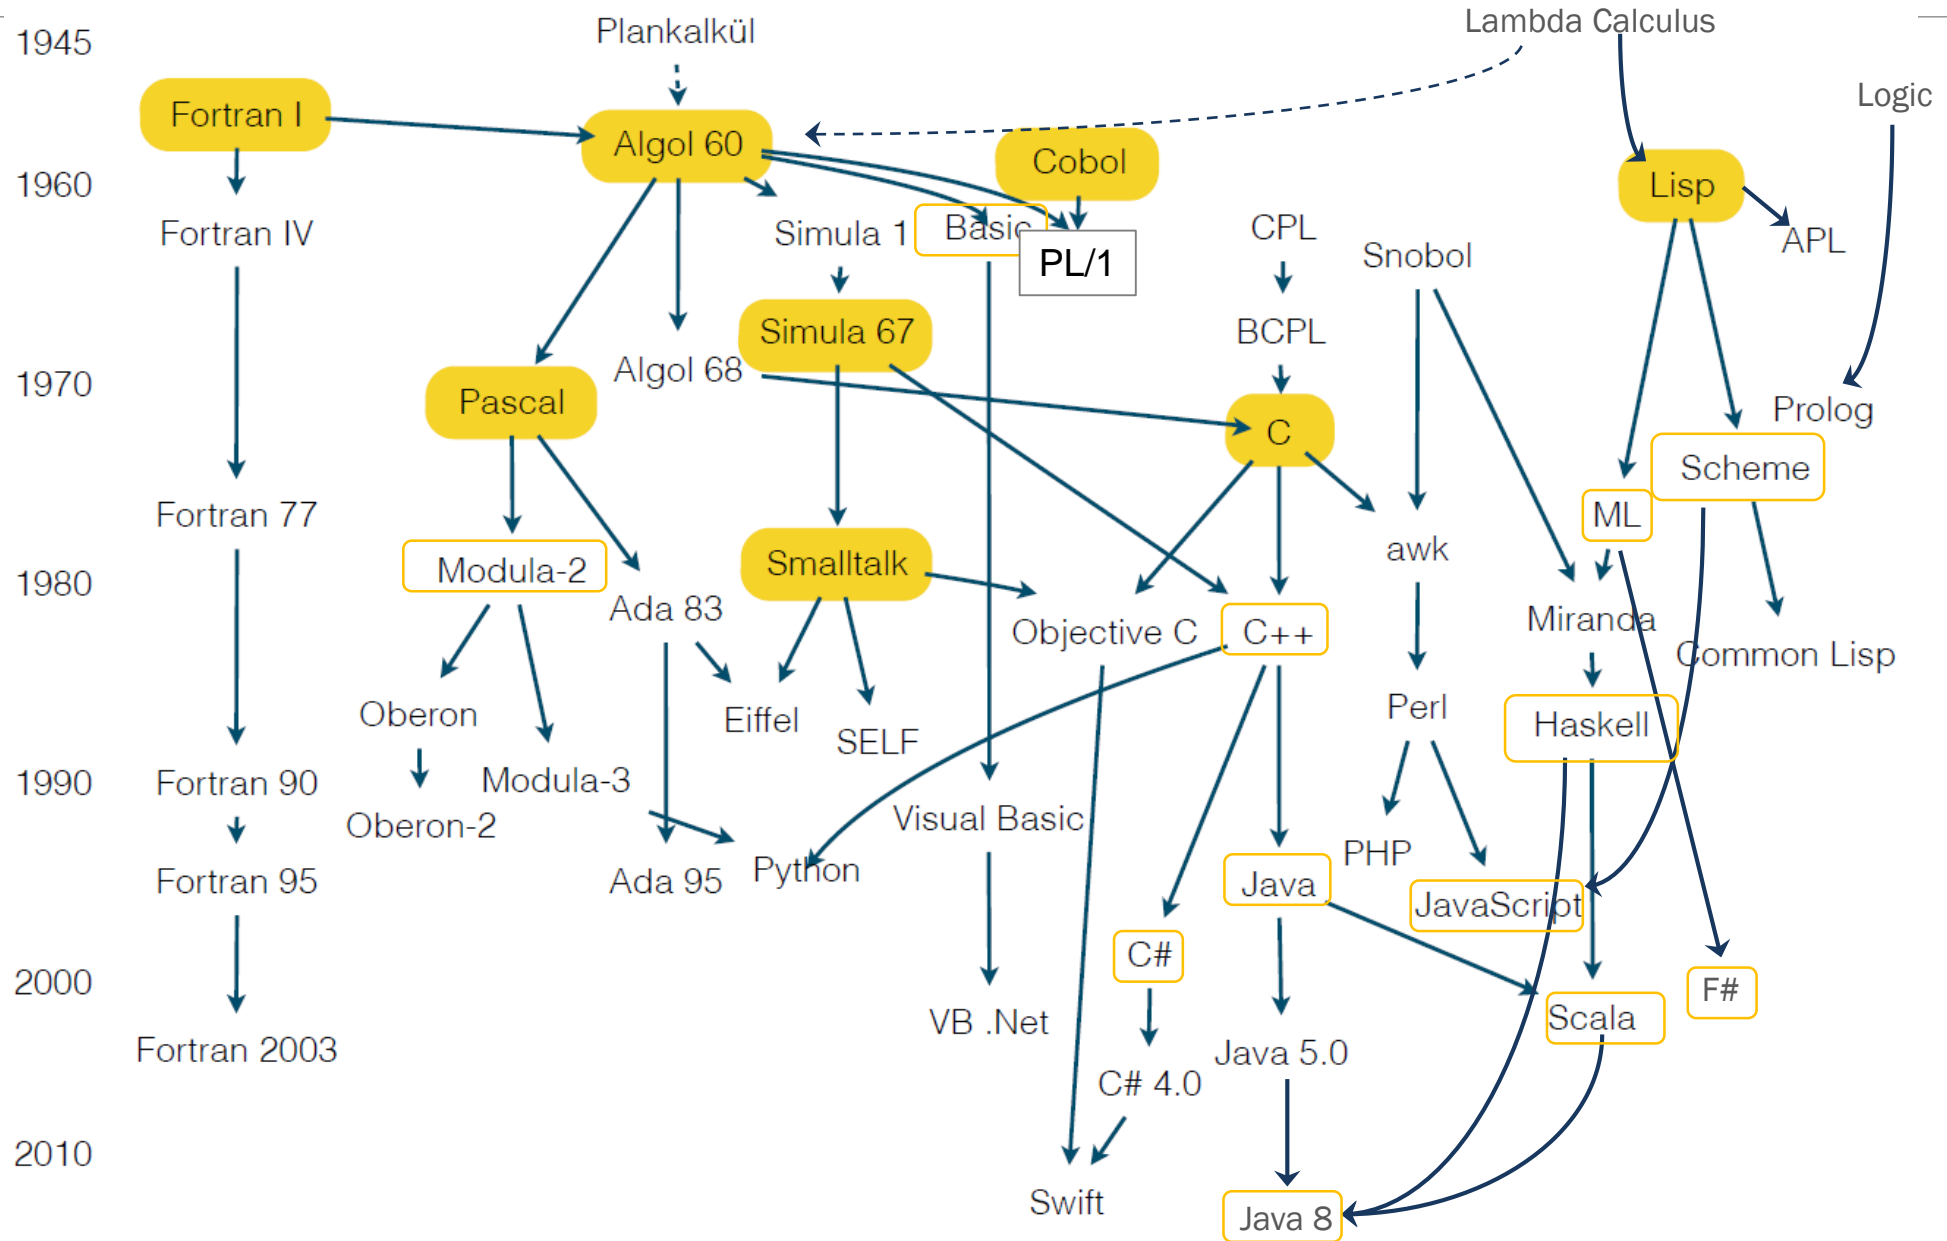 Lambda Calculus
Plankalkül
1945
Logic
Fortran I
Algol 60
Cobol
1960
Lisp
Fortran IV
Simula 1
Basic
CPL
APL
Snobol
PL/1
Simula 67
BCPL
Algol 68
1970
Pascal
Prolog
C
Scheme
Fortran 77
ML
awk
Smalltalk
Modula-2
1980
Ada 83
Miranda
Objective C
C++
Common Lisp
Perl
Oberon
Eiffel
Haskell
SELF
Modula-3
1990
Fortran 90
Visual Basic
Oberon-2
PHP
Python
Fortran 95
Ada 95
Java
JavaScript
C#
2000
F#
Scala
VB .Net
Fortran 2003
Java 5.0
C# 4.0
2010
Swift
Java 8